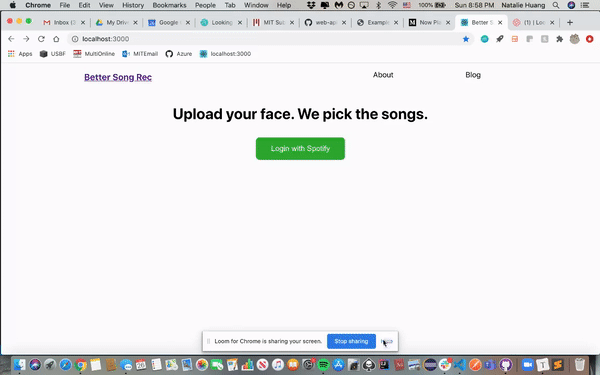 Chrome File Edit View History Bookmarks People Tab Window Help 100% Sun 8:58 PM Natalie Huang
Inbox ( My Drive Google Looking MIT Sub web-ap Example Now Pla Better S (1) | Loo
localhost:3000
Apps USBF MultiOnline MITEmail Azure localhost:3000
Better Song Rec About Blog
Upload your face. We pick the songs.
Login with Spotify
Loom for Chrome is sharing your screen. Stop sharing